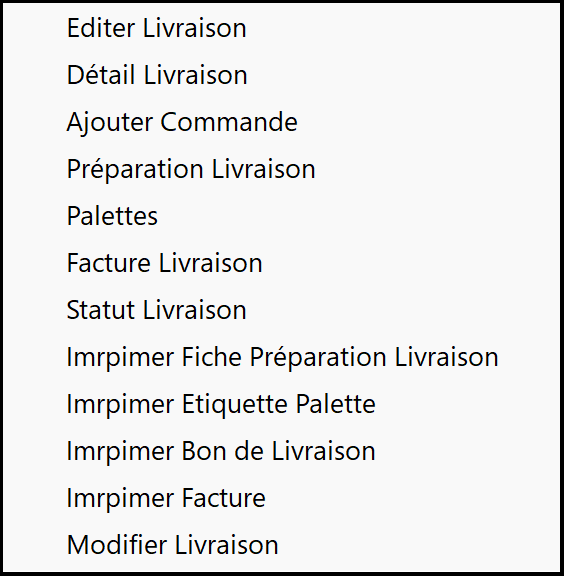 Editer Livraison
Détail Livraison
Ajouter Commande
Préparation Livraison
Palettes
Facture Livraison
Statut Livraison
Imrpimer Fiche Préparation Livraison
Imrpimer Etiquette Palette
Imrpimer Bon de Livraison
Imrpimer Facture
Modifier Livraison